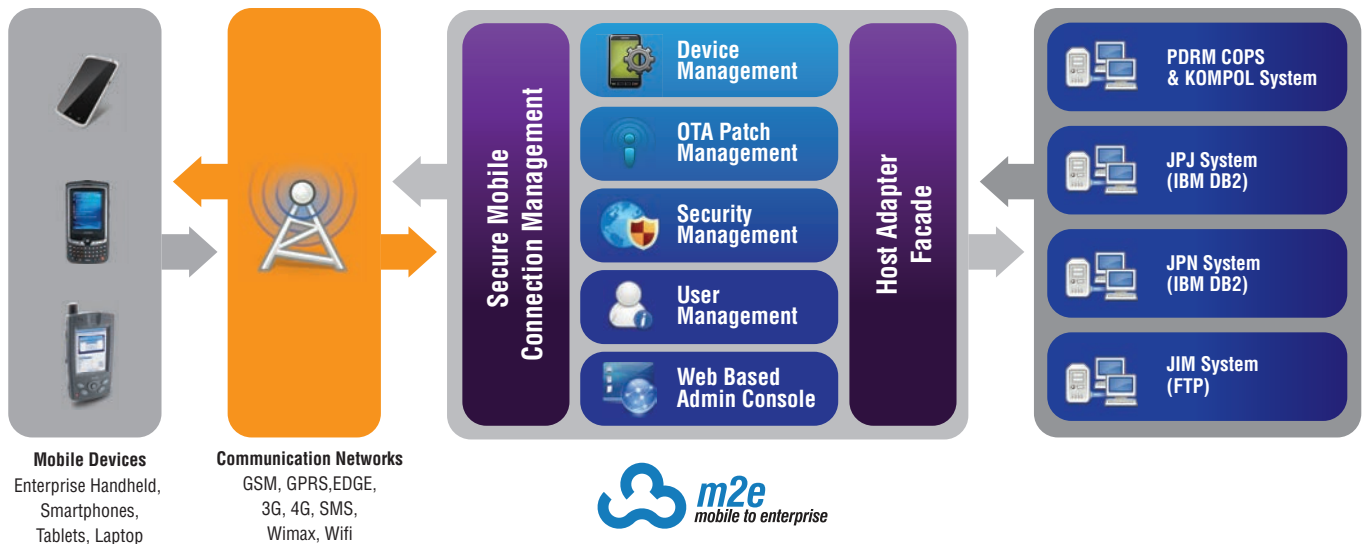 Mobile Devices
Enterprise Handheld,
Smartphones,
Tablets, Laptop
Communication Networks
GSM, GPRS,EDGE,
3G, 4G, SMS,
Wimax, Wifi
Secure Mobile
Connection Management
Device
Management
OTA Patch
Management
Security
Management
User
Management
Web Based
Admin Console
Host Adapter
Facade
m2e
mobile to enterprise
PDRM COPS
& KOMPOL System
JPJ System
(IBM DB2)
JPN System
(IBM DB2)
JIM System
(FTP)